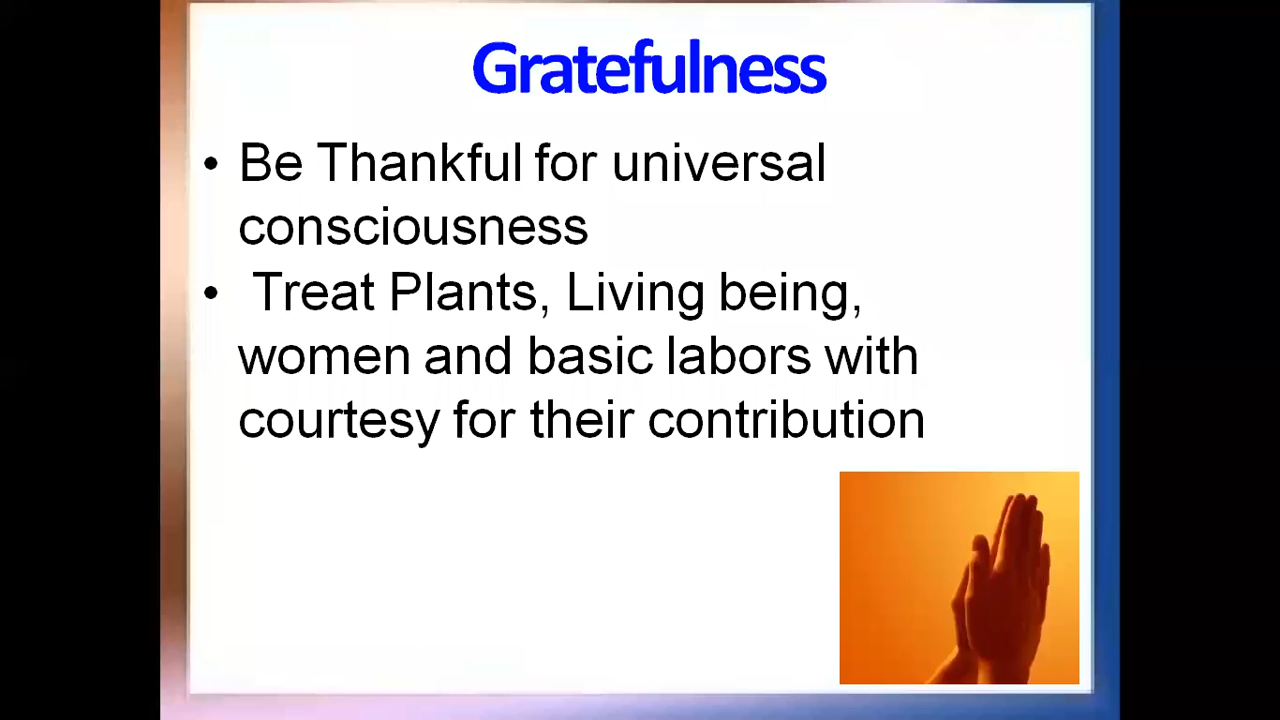 Gratefulness
• Be Thankful for universal
consciousness
• Treat Plants, Living being,
women and basic labors with
courtesy for their contribution